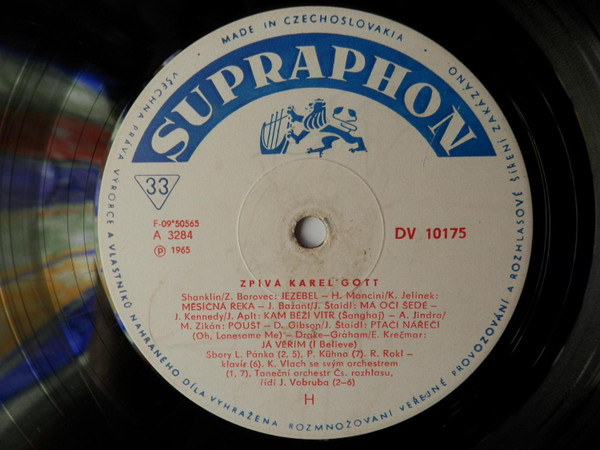 MADE IN CZECHOSLOVAKIA
VŠECHNA PRÁVA VÝROBCE A VLASTNÍKŮ NAHRANÉHO DÍLA VYHRAŽENA ROZMNOŽOVÁNÍ VEŘEJNÉ PROVOZOVÁNÍ A ROZHLASOVÉ ŠÍŘENÍ ZAKÁZÁNO
SUPRAPHON
33
F-09*50565
A 3284
℗ 1965
DV 10175
ZPÍVÁ KAREL GOTT
Shanklin/Z. Borovec: JEZEBEL — H. Mancini/K. Jelínek:
MĚSÍČNÁ ŘEKA — J. Bažant/J. Staidl: MÁ OČI ŠEDÉ —
J. Kennedy/J. Aplt: KAM BĚŽÍ VÍTR (Šanghaj) — A. Jindra/
M. Zikán: POUŠŤ — D. Gibson/J. Štaidl: PTAČÍ NÁŘEČÍ
(Oh, Lonesome Me) — Drake-Graham/E. Krečmar:
JÁ VĚŘÍM (I Believe)
Sbory L. Pánka (2, 5), P. Kühna (7). R. Rokl —
klavír (6). K. Vlach se svým orchestrem
(1, 7), Taneční orchestr Čs. rozhlasu,
řídí J. Vobruba (2–6)
H